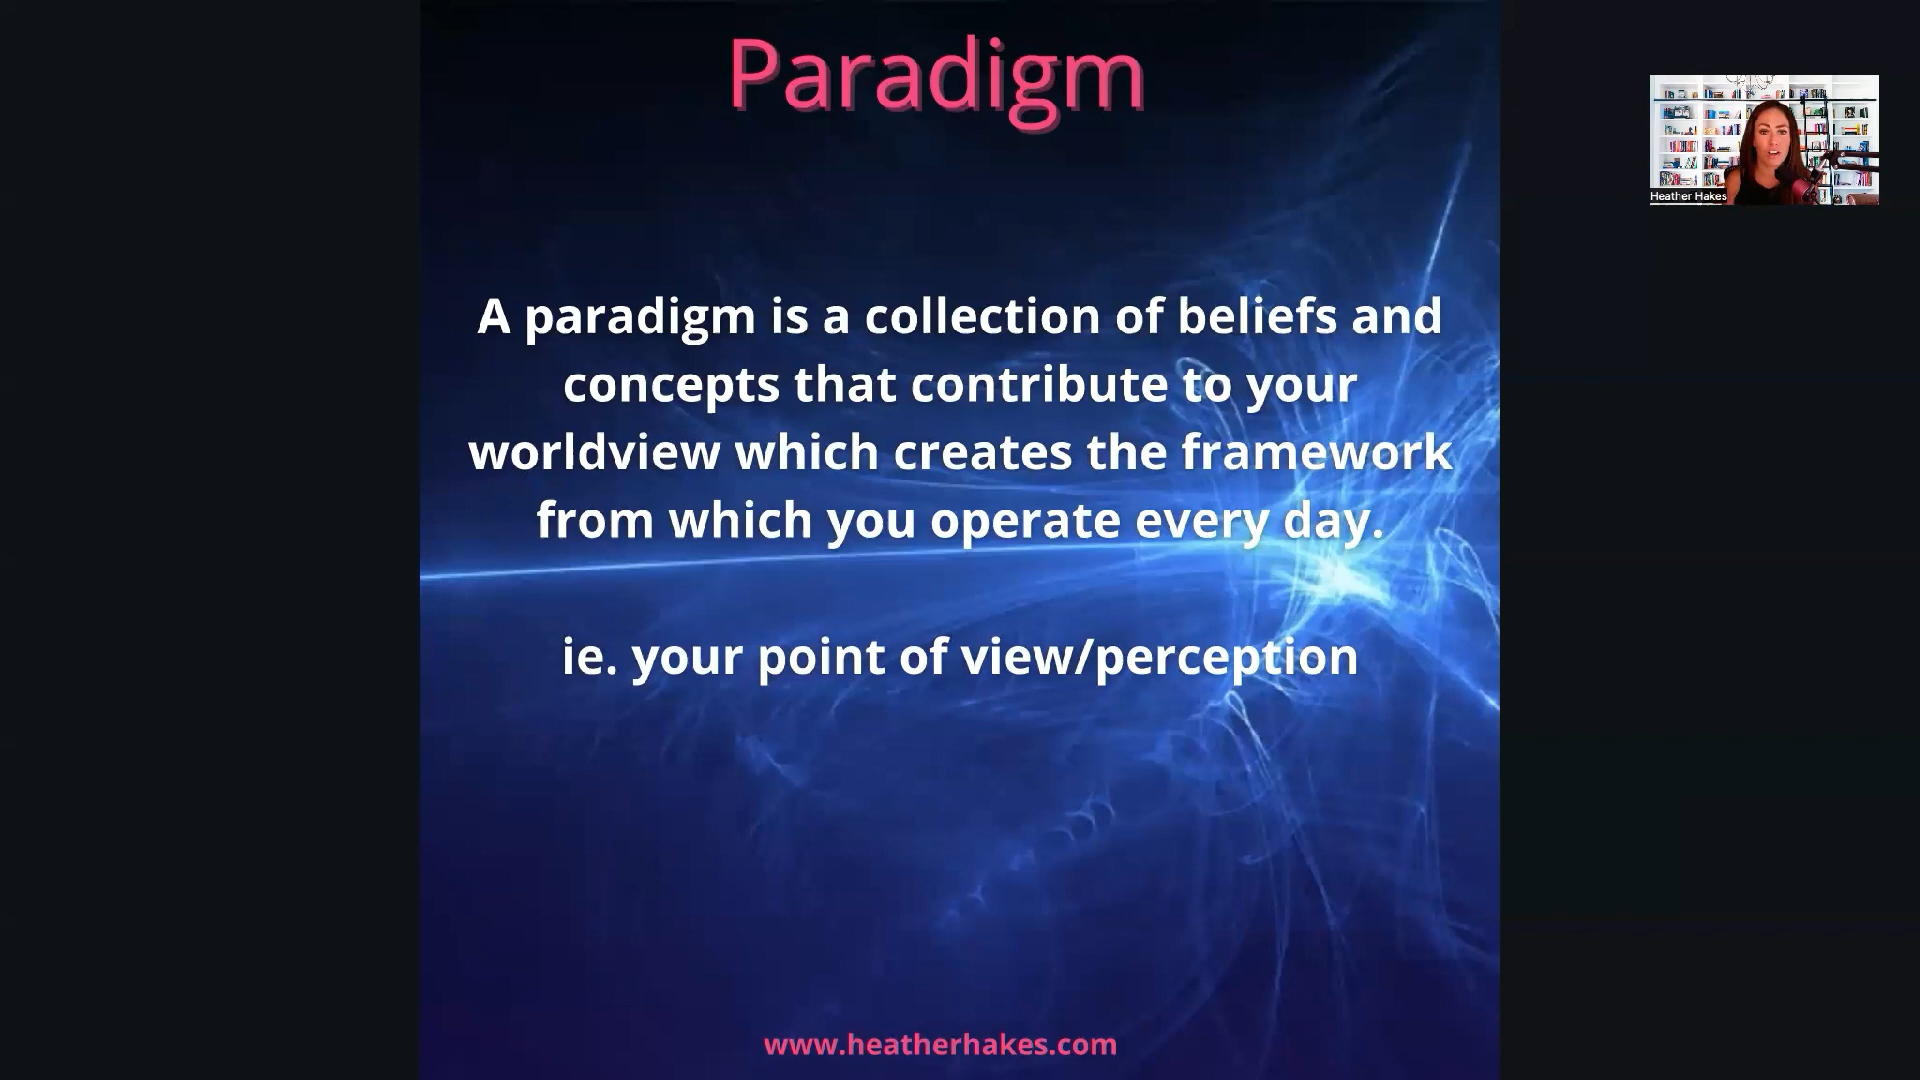 Paradigm
Heather Hakes
A paradigm is a collection of beliefs and
concepts that contribute to your
worldview which creates the framework
from which you operate every day.
ie. your point of view/perception
www.heatherhakes.com